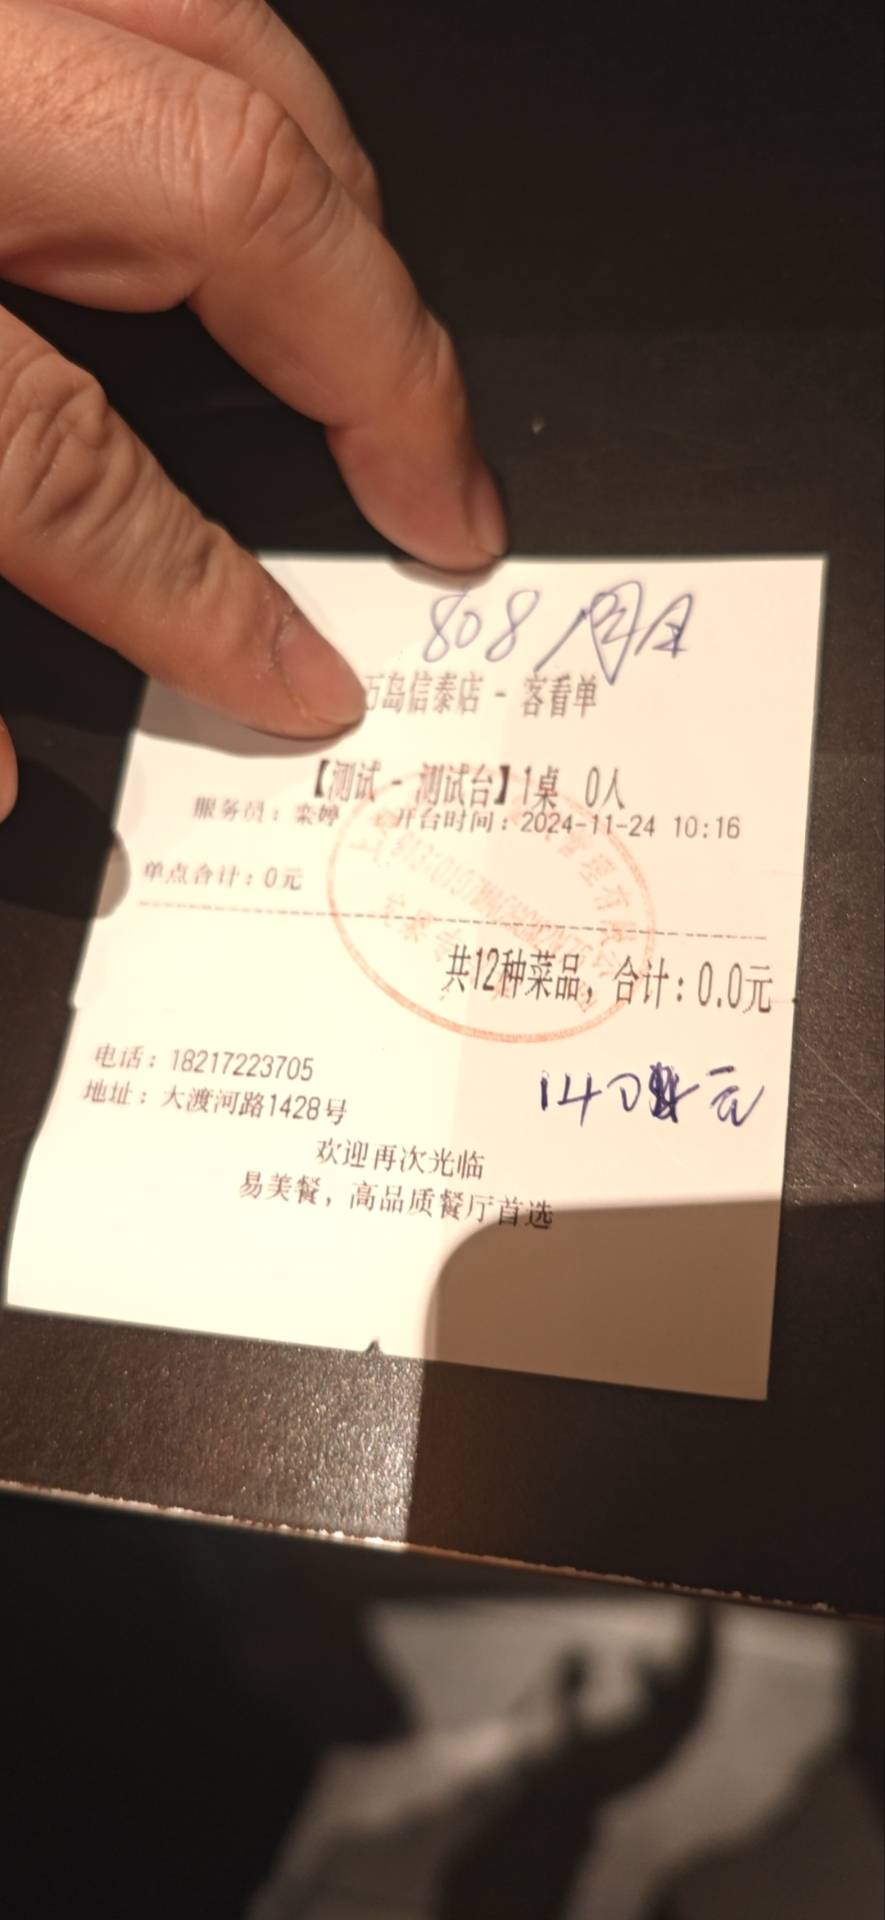 808
石岛信泰店 - 客看单
【测试 - 测试台】1桌 0人
服务员：栾婷 开台时间：2024-11-24 10:16
单点合计：0元
共12种菜品，合计：0.0元
电话：18217223705
地址：大渡河路1428号
元
欢迎再次光临
易美餐，高品质餐厅首选